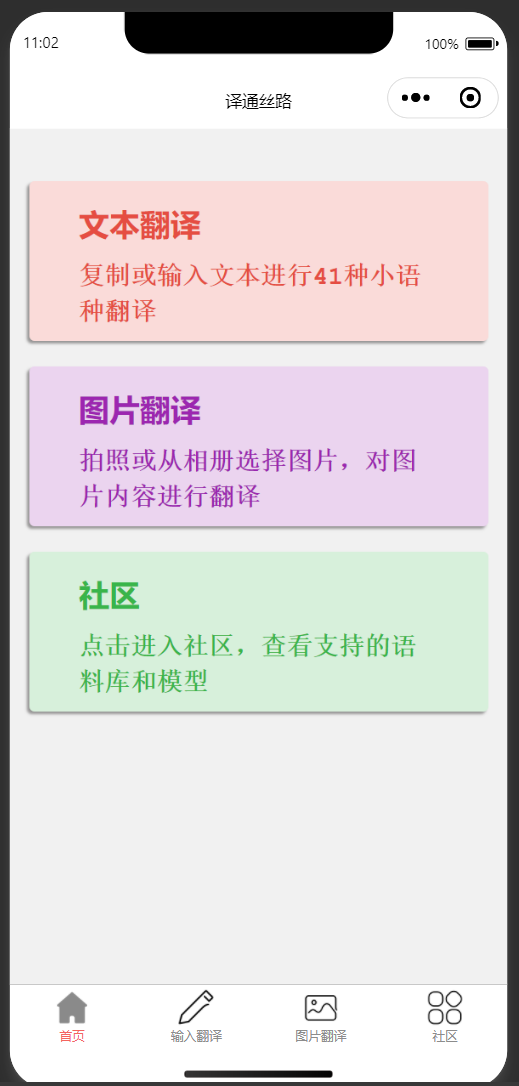 11:02
100%
译通丝路
文本翻译
复制或输入文本进行41种小语
种翻译
图片翻译
拍照或从相册选择图片，对图
片内容进行翻译
社区
点击进入社区，查看支持的语
料库和模型
首页
输入翻译
图片翻译
社区